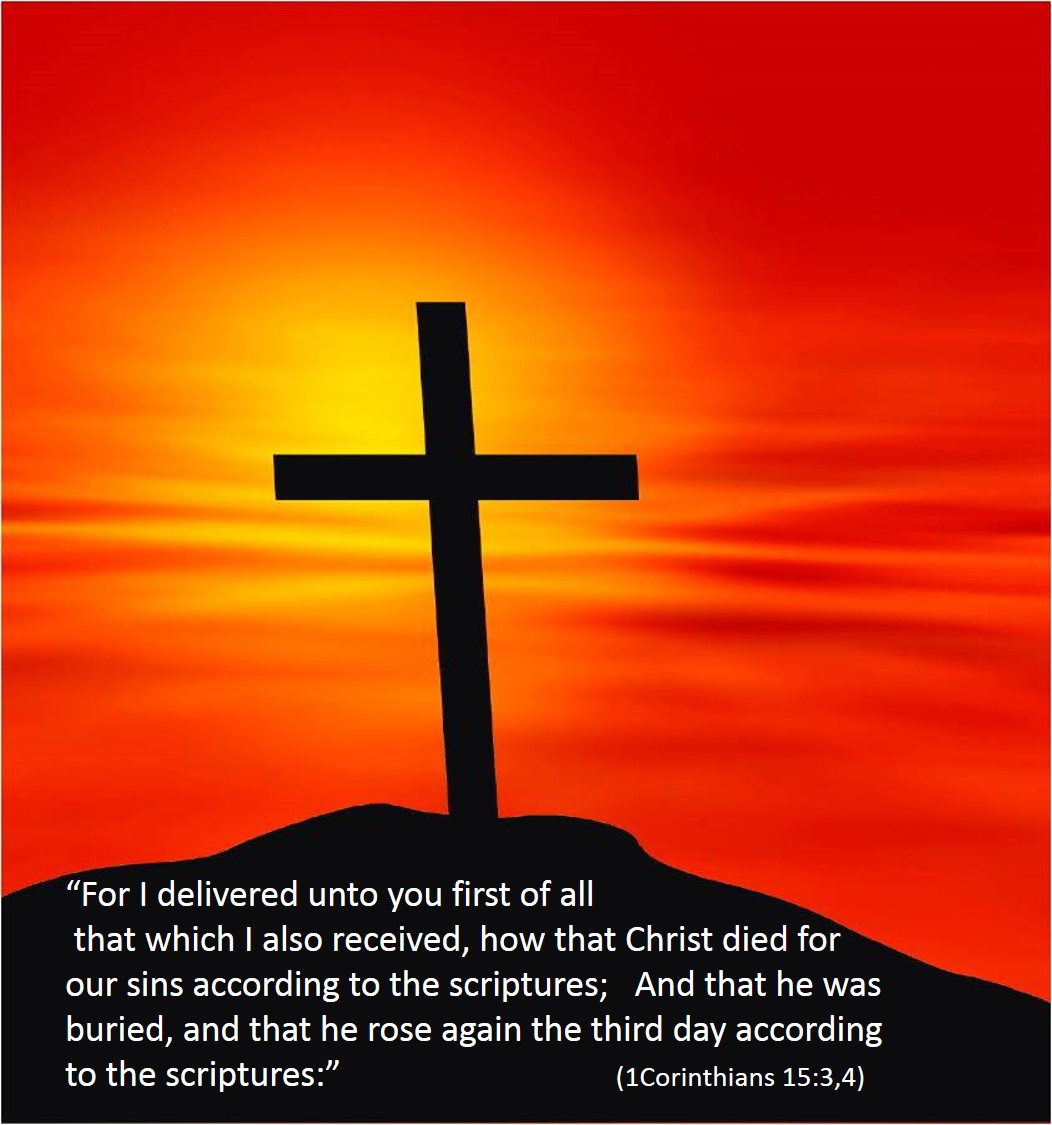 “For I delivered unto you first of all
that which I also received, how that Christ died for
our sins according to the scriptures;   And that he was
buried, and that he rose again the third day according
to the scriptures:”   (1Corinthians 15:3,4)